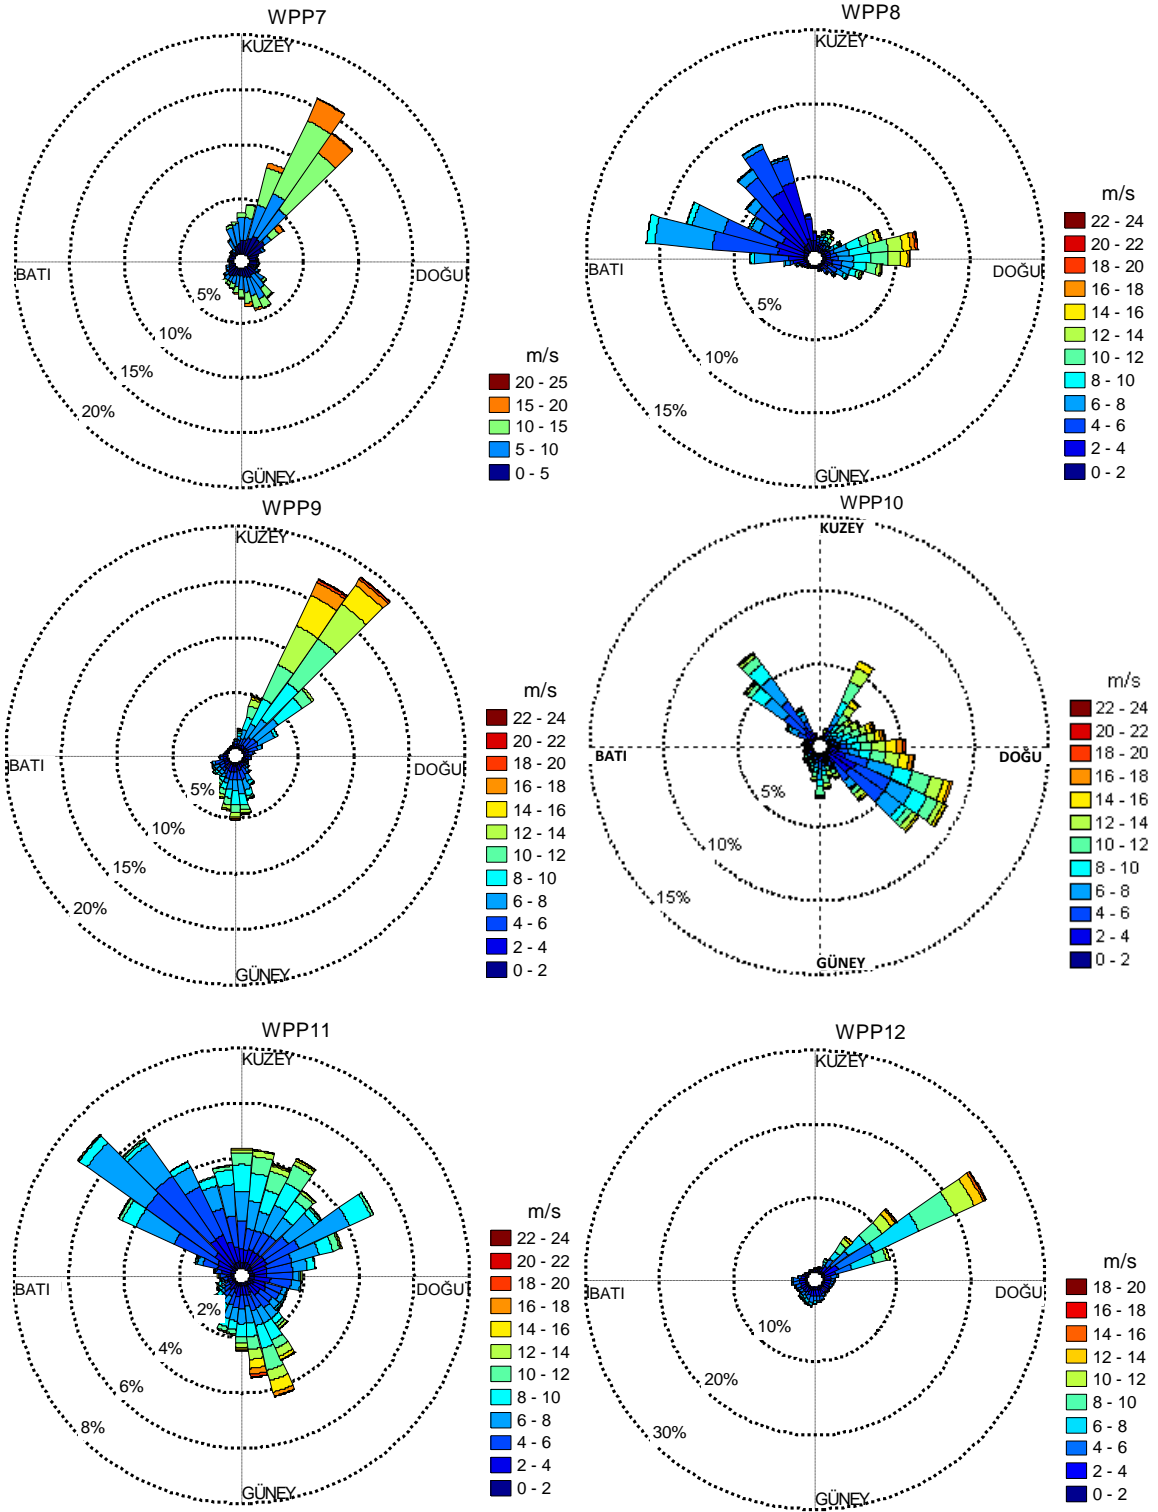 WPP7
KUZEY
BATI
DOĞU
5%
10%
15%
20%
GÜNEY
m/s
20 - 25
15 - 20
10 - 15
5 - 10
0 - 5
WPP8
KUZEY
BATI
DOĞU
5%
10%
15%
GÜNEY
m/s
22 - 24
20 - 22
18 - 20
16 - 18
14 - 16
12 - 14
10 - 12
8 - 10
6 - 8
4 - 6
2 - 4
0 - 2
WPP9
KUZEY
BATI
DOĞU
5%
10%
15%
20%
GÜNEY
m/s
22 - 24
20 - 22
18 - 20
16 - 18
14 - 16
12 - 14
10 - 12
8 - 10
6 - 8
4 - 6
2 - 4
0 - 2
WPP10
KUZEY
BATI
DOĞU
5%
10%
15%
GÜNEY
m/s
22 - 24
20 - 22
18 - 20
16 - 18
14 - 16
12 - 14
10 - 12
8 - 10
6 - 8
4 - 6
2 - 4
0 - 2
WPP11
KUZEY
BATI
DOĞU
2%
4%
6%
8%
GÜNEY
m/s
22 - 24
20 - 22
18 - 20
16 - 18
14 - 16
12 - 14
10 - 12
8 - 10
6 - 8
4 - 6
2 - 4
0 - 2
WPP12
KUZEY
BATI
DOĞU
10%
20%
30%
GÜNEY
m/s
18 - 20
16 - 18
14 - 16
12 - 14
10 - 12
8 - 10
6 - 8
4 - 6
2 - 4
0 - 2